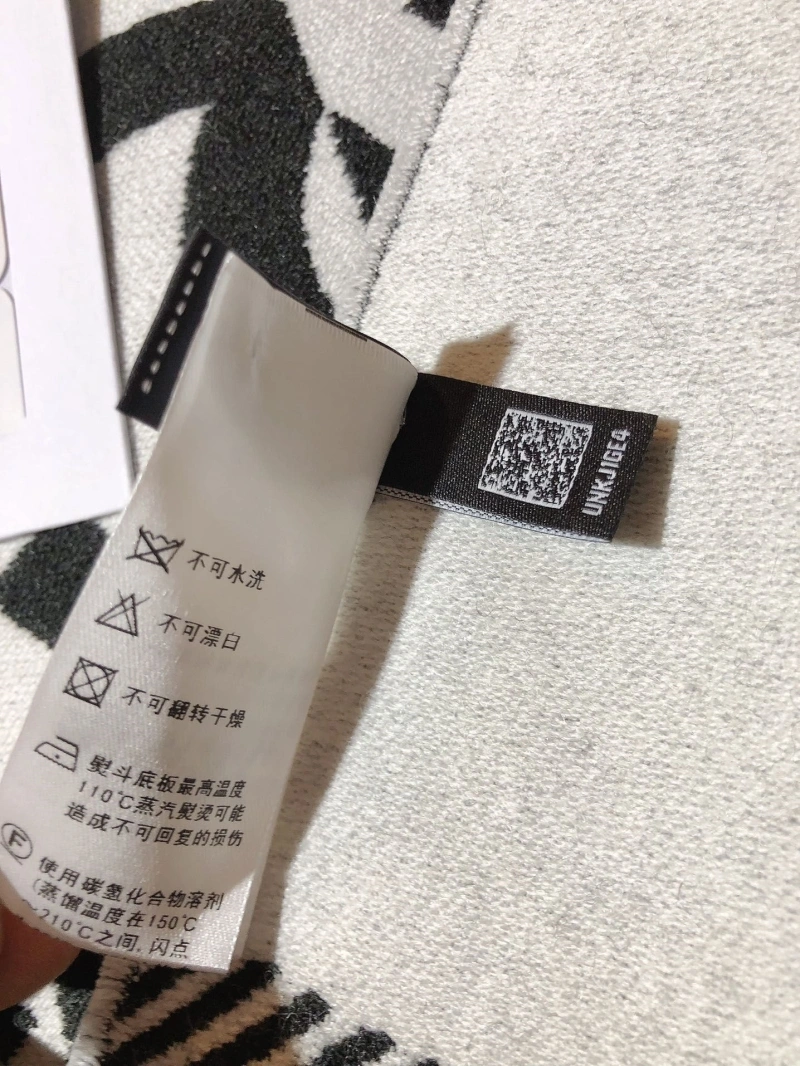 不可水洗
不可漂白
不可翻转干燥
熨斗底板最高温度
110℃蒸汽熨烫可能
造成不可回复的损伤
F
使用碳氢化合物溶剂
(蒸馏温度在150℃
-210℃之间,闪点
UNKJIGE4